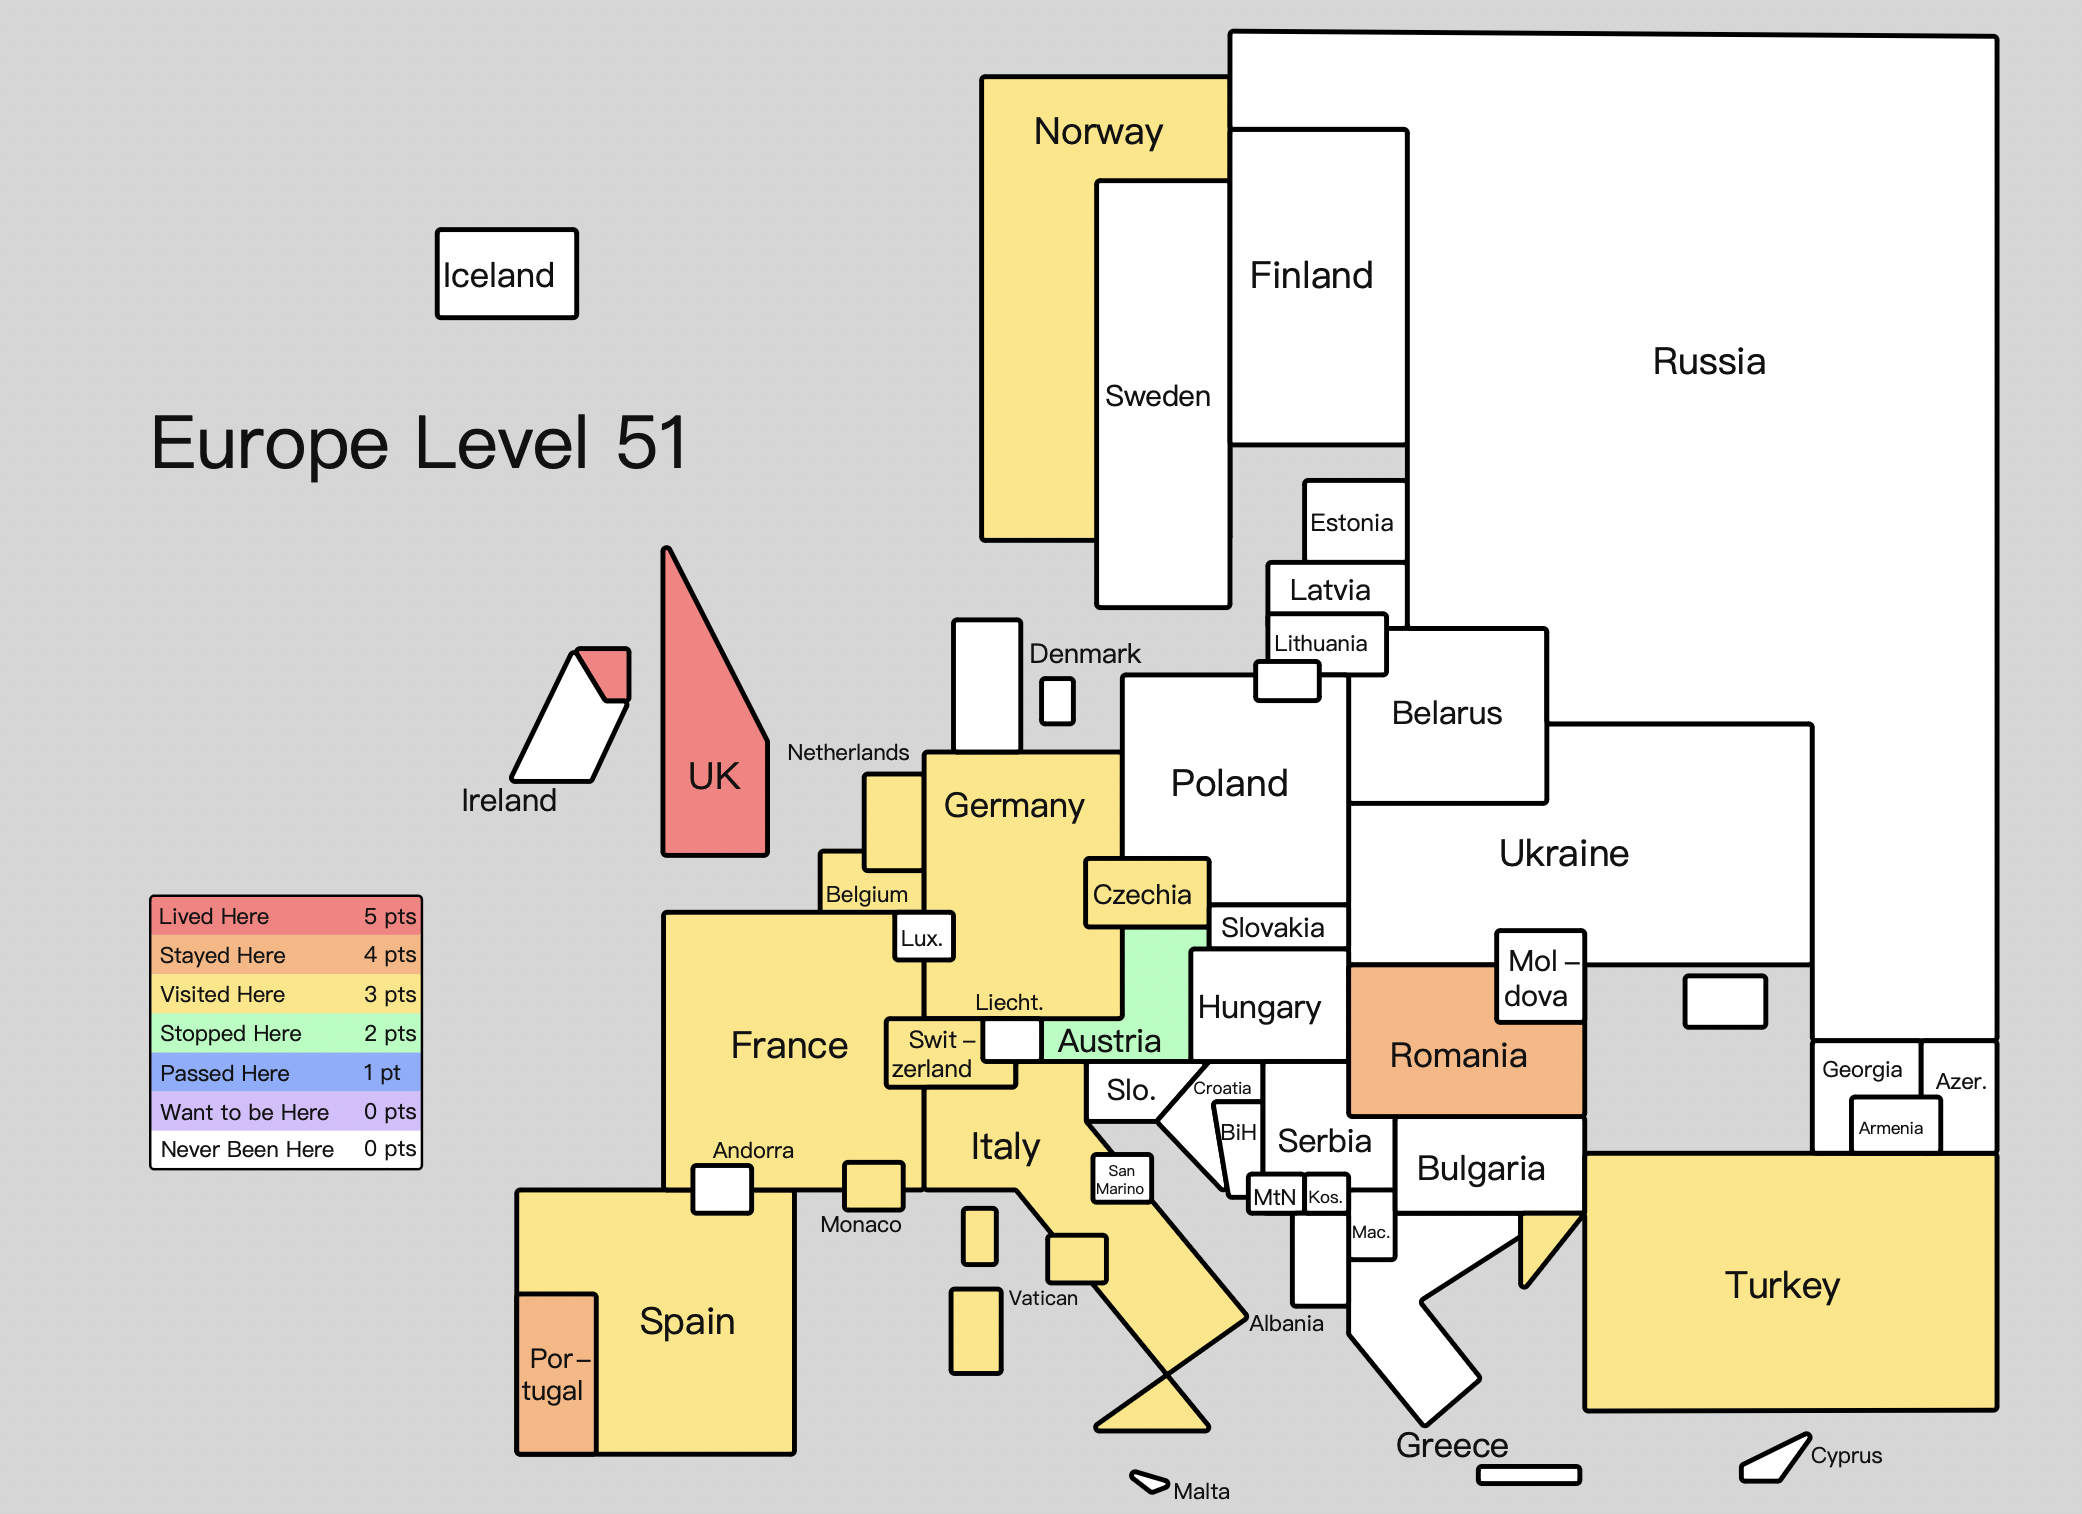 Norway
Iceland
Finland
Russia
Sweden
Europe Level 51
Estonia
Latvia
Lithuania
Denmark
Belarus
Netherlands
UK
Germany
Poland
Ireland
Ukraine
Belgium
Czechia
Lived Here 5 pts
Stayed Here 4 pts
Visited Here 3 pts
Stopped Here 2 pts
Passed Here 1 pt
Want to be Here 0 pts
Never Been Here 0 pts
Lux.
Slovakia
Mol-
dova
Liecht.
Hungary
France
Swit-
zerland
Austria
Romania
Georgia
Azer.
Slo.
Croatia
Armenia
BiH
Serbia
Andorra
Italy
Bulgaria
San
Marino
MtN
Kos.
Monaco
Mac.
Vatican
Turkey
Spain
Albania
Por-
tugal
Greece
Cyprus
Malta